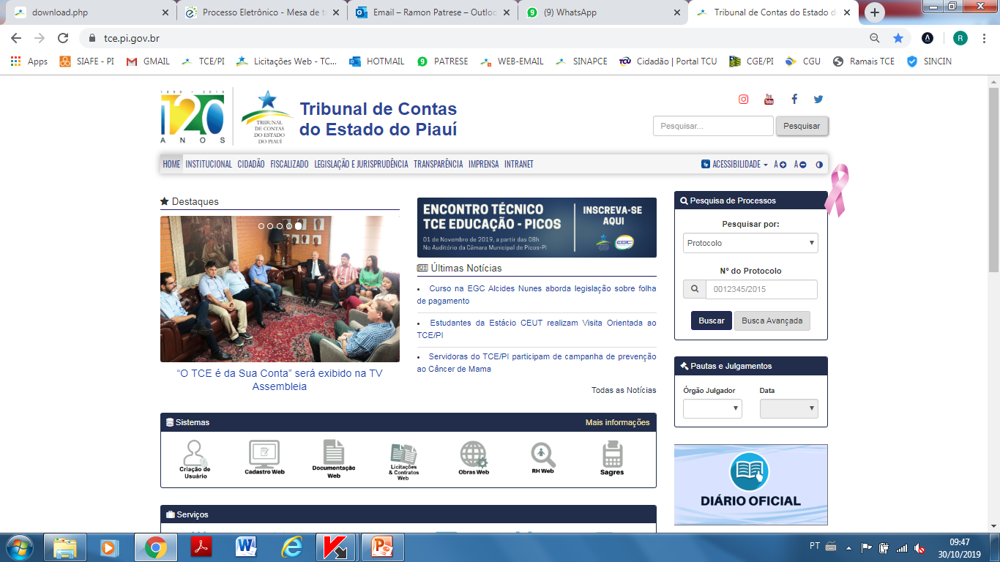 download.php
Processo Eletrônico - Mesa de t
Email – Ramon Patrese – Outloo
(9) WhatsApp
Tribunal de Contas do Estado d
tce.pi.gov.br
R
Apps
SIAFE - PI
GMAIL
TCE/PI
Licitações Web - TC...
HOTMAIL
9
PATRESE
WEB-EMAIL
SINAPCE
TCU
Cidadão | Portal TCU
CGE/PI
CGU
Ramais TCE
SINCIN
1899 - 2019
120
ANOS
TRIBUNAL
DE CONTAS
DO ESTADO
DO PIAUÍ
Tribunal de Contas
do Estado do Piauí
You Tube
Pesquisar...
Pesquisar
HOME INSTITUCIONAL CIDADÃO FISCALIZADO LEGISLAÇÃO E JURISPRUDÊNCIA TRANSPARÊNCIA IMPRENSA INTRANET
ACESSIBILIDADE A A
Destaques
“O TCE é da Sua Conta” será exibido na TV
Assembleia
ENCONTRO TÉCNICO
TCE EDUCAÇÃO - PICOS
01 de Novembro de 2019, a partir das 08h
No Auditório da Câmara Municipal de Picos-PI
INSCREVA-SE
AQUI
EGC
Últimas Notícias
• Curso na EGC Alcides Nunes aborda legislação sobre folha
de pagamento
• Estudantes da Estácio CEUT realizam Visita Orientada ao
TCE/PI
• Servidoras do TCE/PI participam de campanha de prevenção
ao Câncer de Mama
Todas as Notícias
Pesquisa de Processos
Pesquisar por:
Protocolo
Nº do Protocolo
0012345/2015
Buscar
Busca Avançada
Pautas e Julgamentos
Órgão Julgador
Data
DIÁRIO OFICIAL
Sistemas
Mais informações
Criação de
Usuário
Cadastro Web
Documentação
Web
Licitações
& Contratos
Web
Obras Web
RH Web
Sagres
Serviços
PT
09:47
30/10/2019